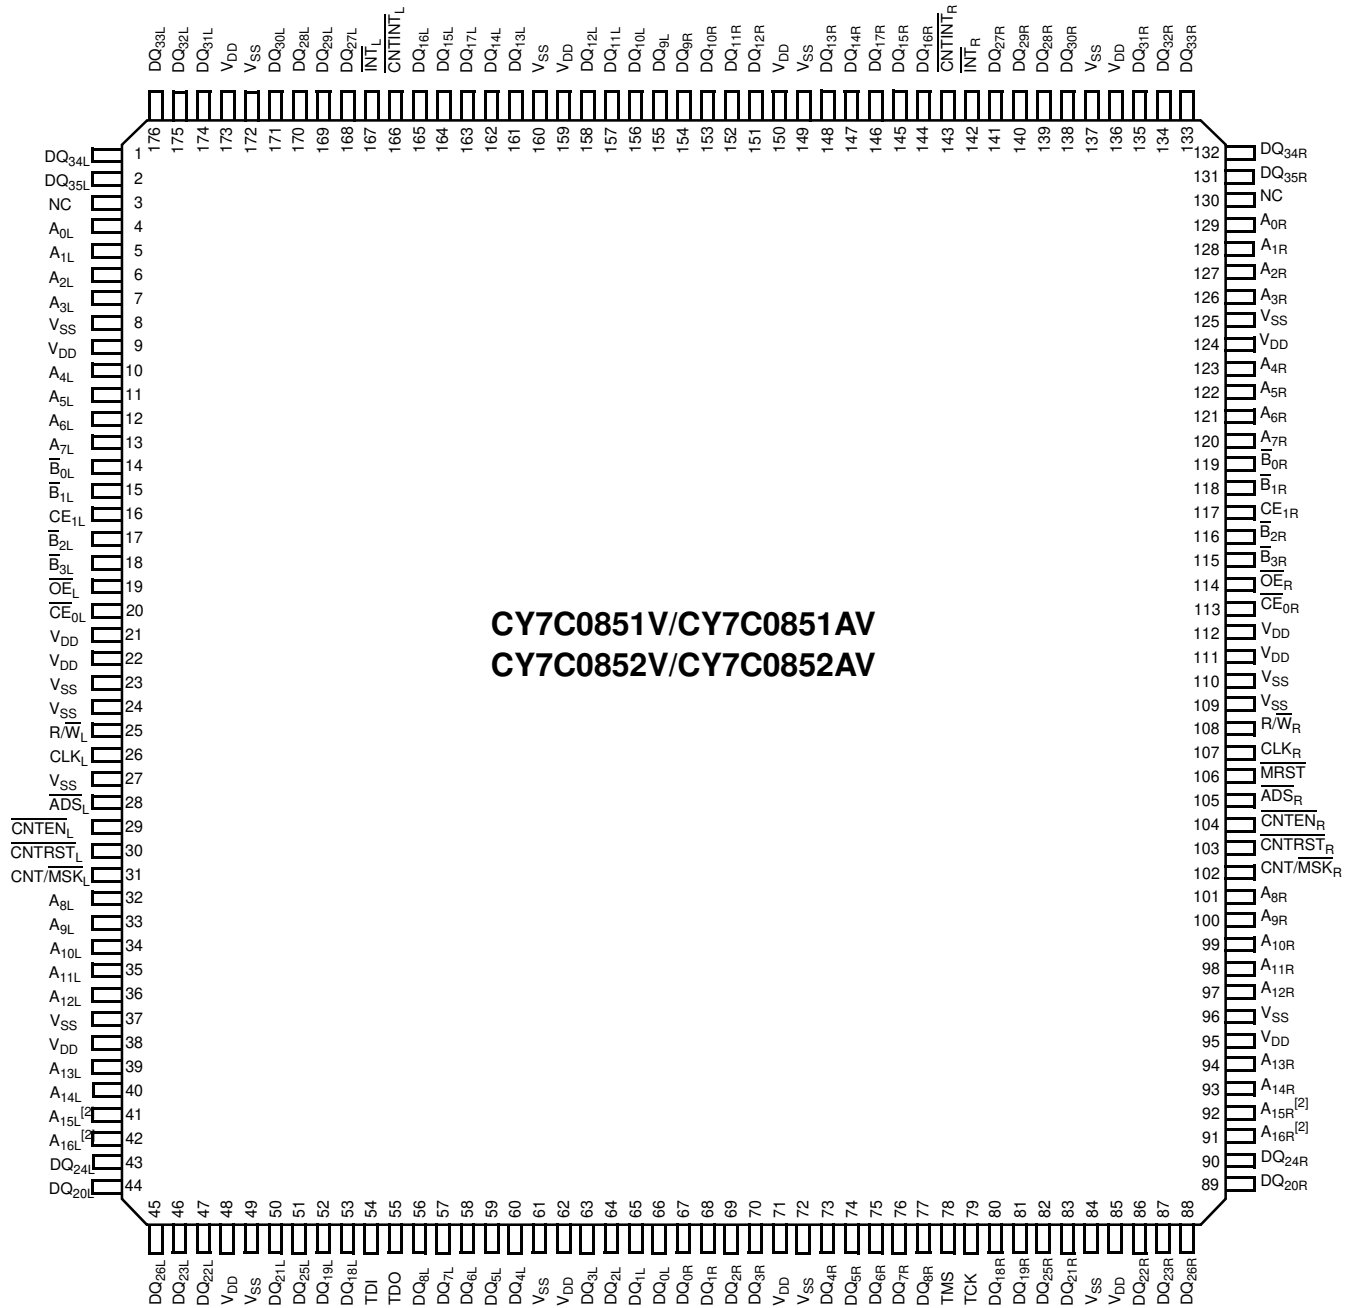 DQ33L DQ32L DQ31L VDD VSS DQ30L DQ28L DQ29L DQ27L INTL CNTINTL DQ16L DQ15L DQ17L DQ14L DQ13L VSS VDD DQ12L DQ11L DQ10L DQ9L DQ9R DQ10R DQ11R DQ12R VDD VSS DQ13R DQ14R DQ17R DQ15R DQ16R CNTINTR INTR DQ27R DQ29R DQ28R DQ30R VSS VDD DQ31R DQ32R DQ33R
176 175 174 173 172 171 170 169 168 167 166 165 164 163 162 161 160 159 158 157 156 155 154 153 152 151 150 149 148 147 146 145 144 143 142 141 140 139 138 137 136 135 134 133
DQ34L 1 132 DQ34R
DQ35L 2 131 DQ35R
NC 3 130 NC
A0L 4 129 A0R
A1L 5 128 A1R
A2L 6 127 A2R
A3L 7 126 A3R
VSS 8 125 VSS
VDD 9 124 VDD
A4L 10 123 A4R
A5L 11 122 A5R
A6L 12 121 A6R
A7L 13 120 A7R
B0L 14 119 B0R
B1L 15 118 B1R
CE1L 16 117 CE1R
B2L 17 116 B2R
B3L 18 115 B3R
OEL 19 114 OER
CE0L 20 113 CE0R
CY7C0851V/CY7C0851AV
VDD 21 112 VDD
VDD 22 111 VDD
CY7C0852V/CY7C0852AV
VSS 23 110 VSS
VSS 24 109 VSS
R/WL 25 108 R/WR
CLKL 26 107 CLKR
VSS 27 106 MRST
ADSL 28 105 ADSR
CNTENL 29 104 CNTENR
CNTRSTL 30 103 CNTRSTR
CNT/MSKL 31 102 CNT/MSKR
A8L 32 101 A8R
A9L 33 100 A9R
A10L 34 99 A10R
A11L 35 98 A11R
A12L 36 97 A12R
VSS 37 96 VSS
VDD 38 95 VDD
A13L 39 94 A13R
A14L 40 93 A14R
A15L[2] 41 92 A15R[2]
A16L[2] 42 91 A16R[2]
DQ24L 43 90 DQ24R
DQ20L 44 89 DQ20R
45 46 47 48 49 50 51 52 53 54 55 56 57 58 59 60 61 62 63 64 65 66 67 68 69 70 71 72 73 74 75 76 77 78 79 80 81 82 83 84 85 86 87 88
DQ26L DQ23L DQ22L VDD VSS DQ21L DQ25L DQ19L DQ18L TDI TDO DQ8L DQ7L DQ6L DQ5L DQ4L VSS VDD DQ3L DQ2L DQ1L DQ0L DQ0R DQ1R DQ2R DQ3R VDD VSS DQ4R DQ5R DQ6R DQ7R DQ8R TMS TCK DQ18R DQ19R DQ25R DQ21R VSS VDD DQ22R DQ23R DQ28R